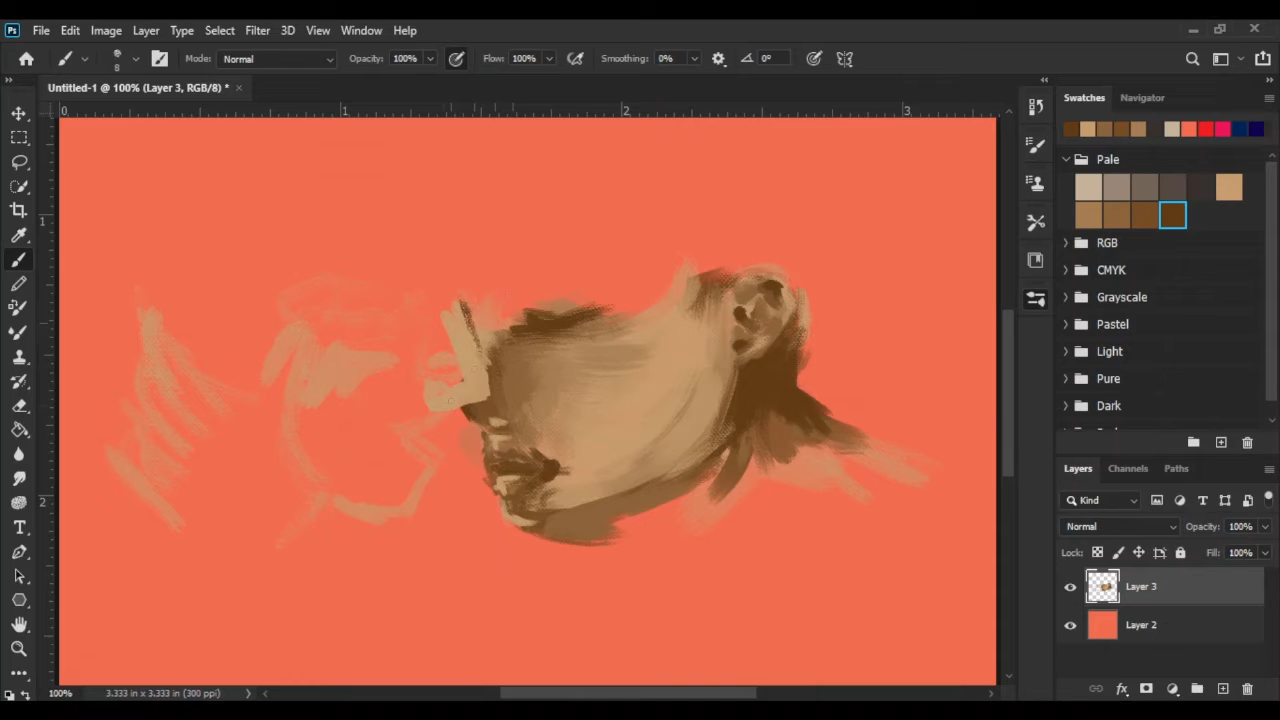 Ps File Edit Image Layer Type Select Filter 3D View Window Help
8 Mode: Normal Opacity: 100% Flow: 100% Smoothing: 0% 0°
Untitled-1 @ 100% (Layer 3, RGB/8) * ×
0 1 2 3
1
2
Swatches Navigator
Pale
RGB
CMYK
Grayscale
Pastel
Light
Pure
Dark
Layers Channels Paths
Kind
Normal Opacity: 100%
Lock: Fill: 100%
Layer 3
Layer 2
100% 3.333 in x 3.333 in (300 ppi)